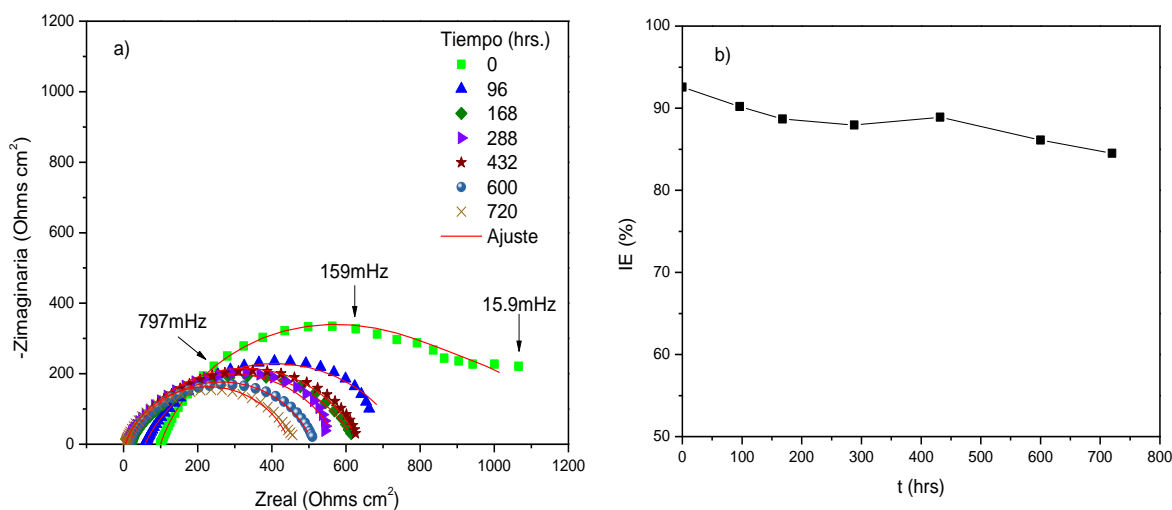 a)
Tiempo (hrs.)
0
96
168
288
432
600
720
Ajuste
797mHz
159mHz
15.9mHz
-Zimaginaria (Ohms cm²)
1200
1000
800
600
400
200
0
0 200 400 600 800 1000 1200
Zreal (Ohms cm²)
b)
IE (%)
100
90
80
70
60
50
0 100 200 300 400 500 600 700 800
t (hrs)